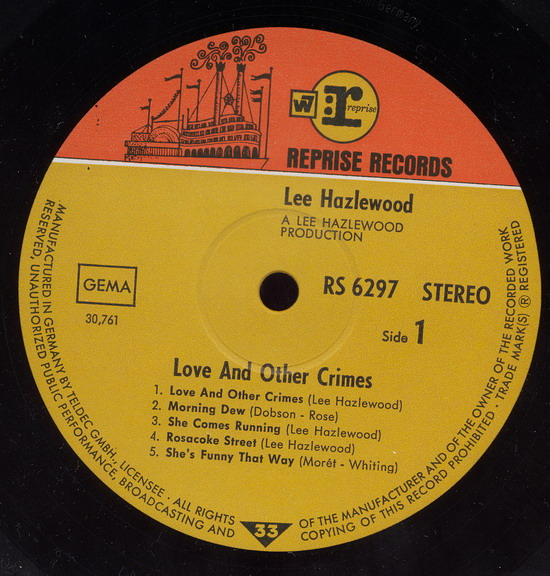 W
r
reprise
REPRISE RECORDS
Lee Hazlewood
A LEE HAZLEWOOD
PRODUCTION
GEMA
30,761
RS 6297 STEREO
Side 1
Love And Other Crimes
1. Love And Other Crimes (Lee Hazlewood)
2. Morning Dew (Dobson - Rose)
3. She Comes Running (Lee Hazlewood)
4. Rosacoke Street (Lee Hazlewood)
5. She's Funny That Way (Morét - Whiting)
MANUFACTURED IN GERMANY BY TELDEC GMBH., LICENSEE · ALL RIGHTS
RESERVED, UNAUTHORIZED PUBLIC PERFORMANCE, BROADCASTING AND
33
OF THE MANUFACTURER AND OF THE OWNER OF THE RECORDED WORK
COPYING OF THIS RECORD PROHIBITED · TRADE MARK(S) ® REGISTERED